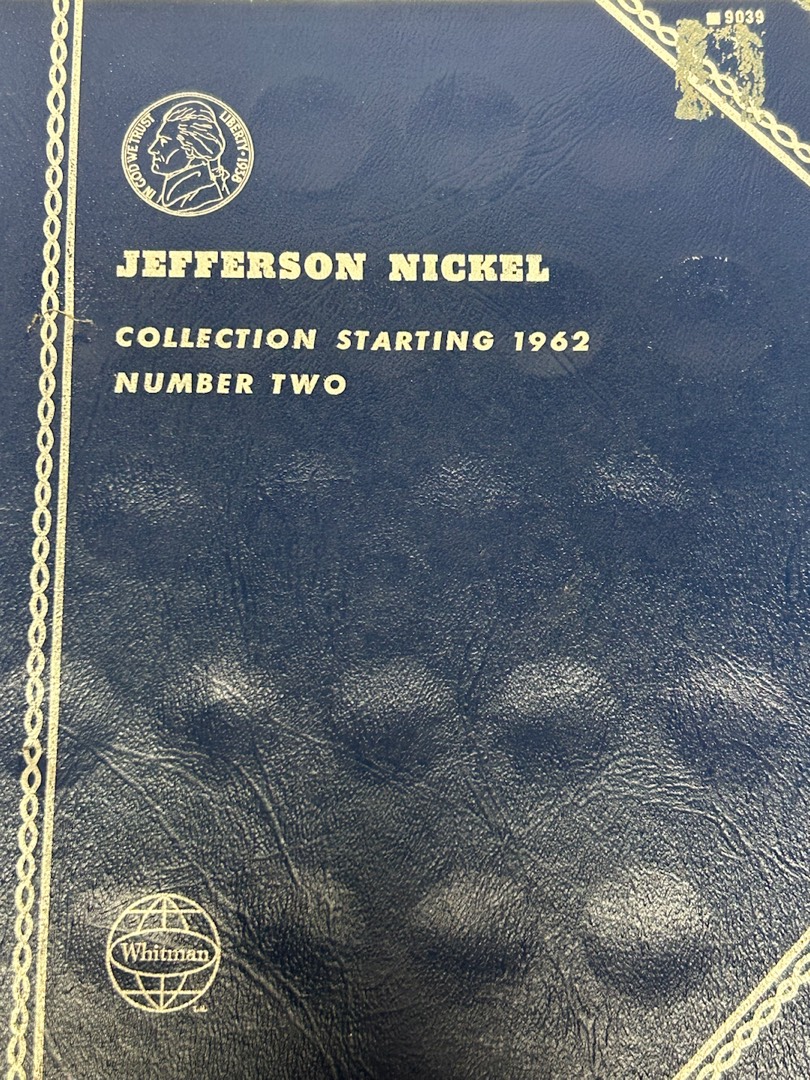 ■ 9039
IN GOD WE TRUST LIBERTY • 1938
JEFFERSON NICKEL
COLLECTION STARTING 1962
NUMBER TWO
Whitman